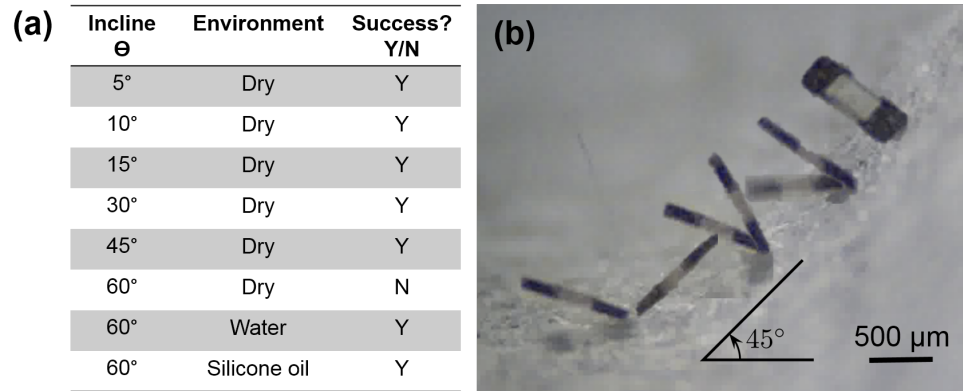 (a)
Incline Environment Success?
Ө Y/N
5° Dry Y
10° Dry Y
15° Dry Y
30° Dry Y
45° Dry Y
60° Dry N
60° Water Y
60° Silicone oil Y
(b)
45°
500 µm